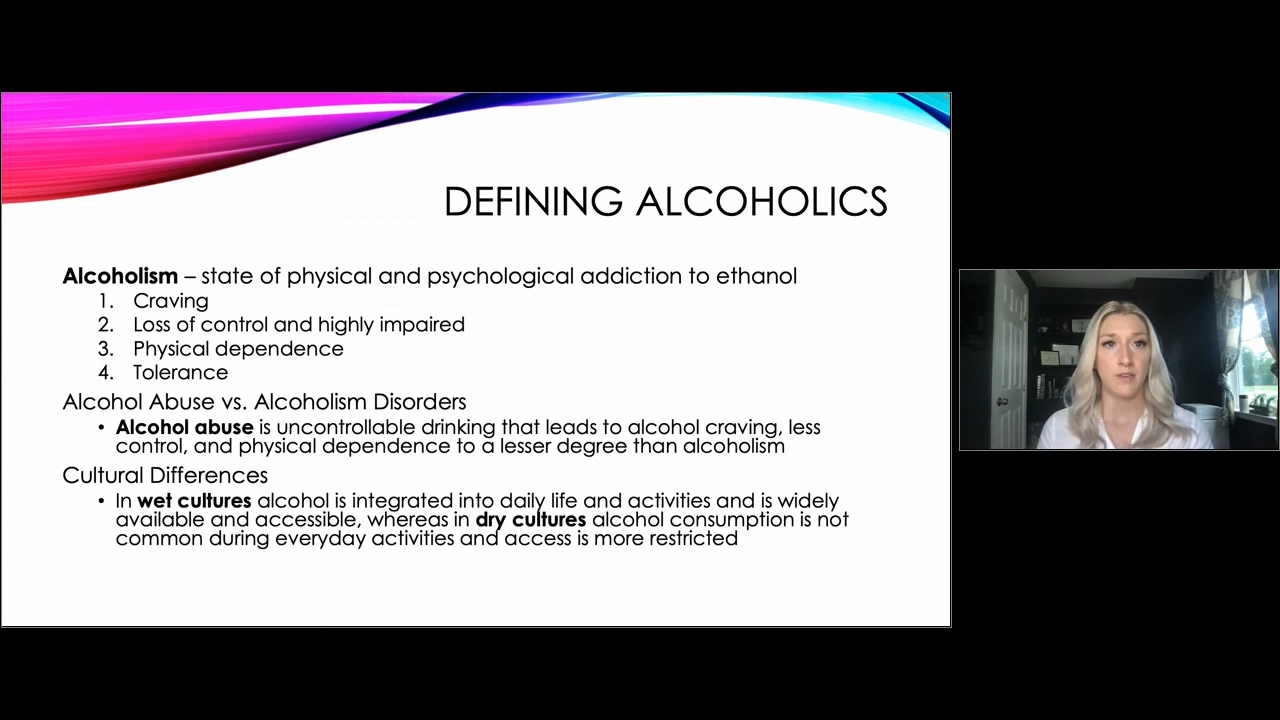 DEFINING ALCOHOLICS
Alcoholism – state of physical and psychological addiction to ethanol
1. Craving
2. Loss of control and highly impaired
3. Physical dependence
4. Tolerance
Alcohol Abuse vs. Alcoholism Disorders
• Alcohol abuse is uncontrollable drinking that leads to alcohol craving, less
control, and physical dependence to a lesser degree than alcoholism
Cultural Differences
• In wet cultures alcohol is integrated into daily life and activities and is widely
available and accessible, whereas in dry cultures alcohol consumption is not
common during everyday activities and access is more restricted